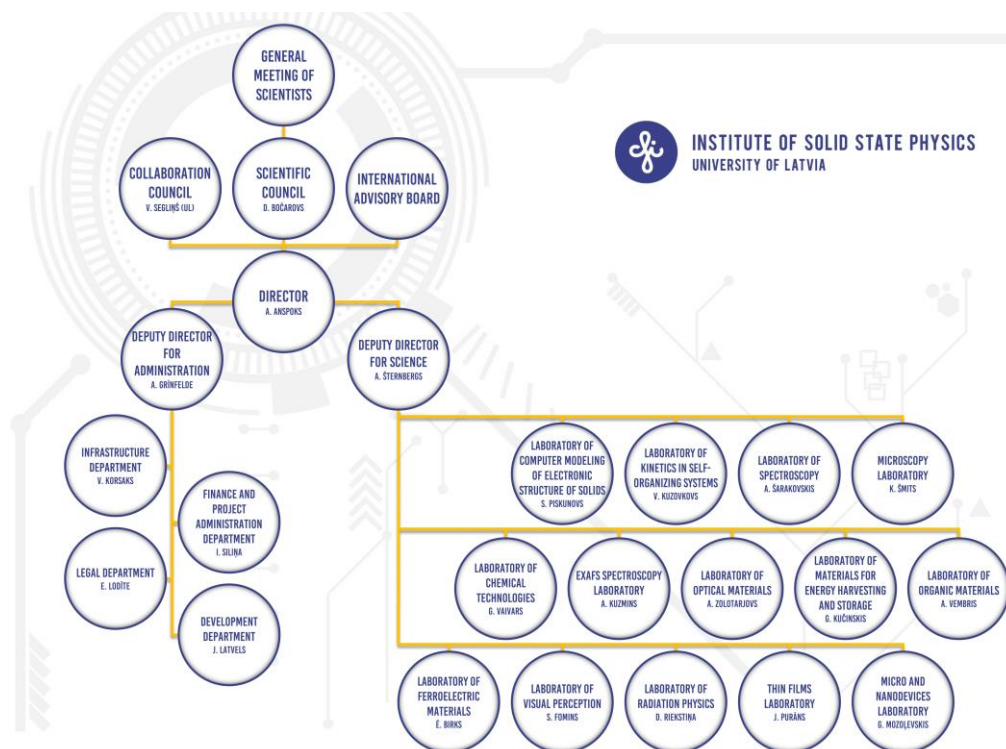 GENERAL
MEETING OF
SCIENTISTS
COLLABORATION
COUNCIL
V. SEGLIŅŠ (UL)
SCIENTIFIC
COUNCIL
D. BOČAROVS
INTERNATIONAL
ADVISORY BOARD
INSTITUTE OF SOLID STATE PHYSICS
UNIVERSITY OF LATVIA
DIRECTOR
A. ANSPOKS
DEPUTY DIRECTOR
FOR
ADMINISTRATION
A. GRĪNFELDE
DEPUTY DIRECTOR
FOR SCIENCE
A. ŠTERNBERGS
INFRASTRUCTURE
DEPARTMENT
V. KORSAKS
FINANCE AND
PROJECT
ADMINISTRATION
DEPARTMENT
I. SILIŅA
LEGAL DEPARTMENT
E. LODĪTE
DEVELOPMENT
DEPARTMENT
J. LATVELS
LABORATORY OF
COMPUTER MODELING
OF ELECTRONIC
STRUCTURE OF SOLIDS
S. PISKUNOVS
LABORATORY OF
KINETICS IN SELF-
ORGANIZING SYSTEMS
V. KUZOVKOVS
LABORATORY OF
SPECTROSCOPY
A. ŠARAKOVSKIS
MICROSCOPY
LABORATORY
K. ŠMITS
LABORATORY OF
CHEMICAL
TECHNOLOGIES
G. VAIVARS
EXAFS SPECTROSCOPY
LABORATORY
A. KUZMINS
LABORATORY OF
OPTICAL MATERIALS
A. ZOLOTARJOVS
LABORATORY OF
MATERIALS FOR
ENERGY HARVESTING
AND STORAGE
G. KUČINSKIS
LABORATORY OF
ORGANIC MATERIALS
A. VEMBRIS
LABORATORY OF
FERROELECTRIC
MATERIALS
Ē. BIRKS
LABORATORY OF
VISUAL PERCEPTION
S. FOMINS
LABORATORY OF
RADIATION PHYSICS
D. RIEKSTIŅA
THIN FILMS
LABORATORY
J. PURĀNS
MICRO AND
NANODEVICES
LABORATORY
G. MOZOĻEVSKIS